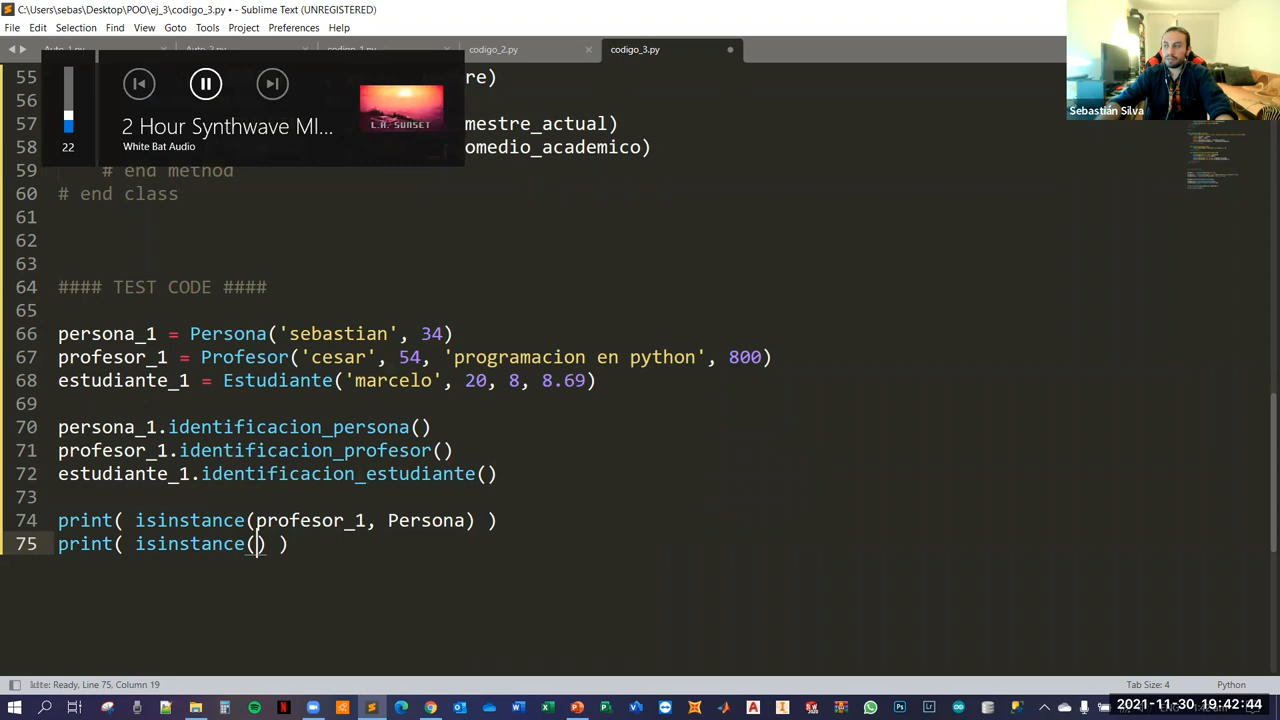 C:\Users\sebas\Desktop\POO\ej_3\codigo_3.py • - Sublime Text (UNREGISTERED)
File Edit Selection Find View Goto Tools Project Preferences Help
codigo_2.py codigo_3.py
2 Hour Synthwave MI...
White Bat Audio
22
L.A. SUNSET
Sebastián Silva
55 re)
56
57 mestre_actual)
58 omedio_academico)
59 # end method
60 # end class
61
62
63
64 #### TEST CODE ####
65
66 persona_1 = Persona('sebastian', 34)
67 profesor_1 = Profesor('cesar', 54, 'programacion en python', 800)
68 estudiante_1 = Estudiante('marcelo', 20, 8, 8.69)
69
70 persona_1.identificacion_persona()
71 profesor_1.identificacion_profesor()
72 estudiante_1.identificacion_estudiante()
73
74 print( isinstance(profesor_1, Persona) )
75 print( isinstance() )
Ready, Line 75, Column 19
Tab Size: 4 Python
2021-11-30 19:42:44